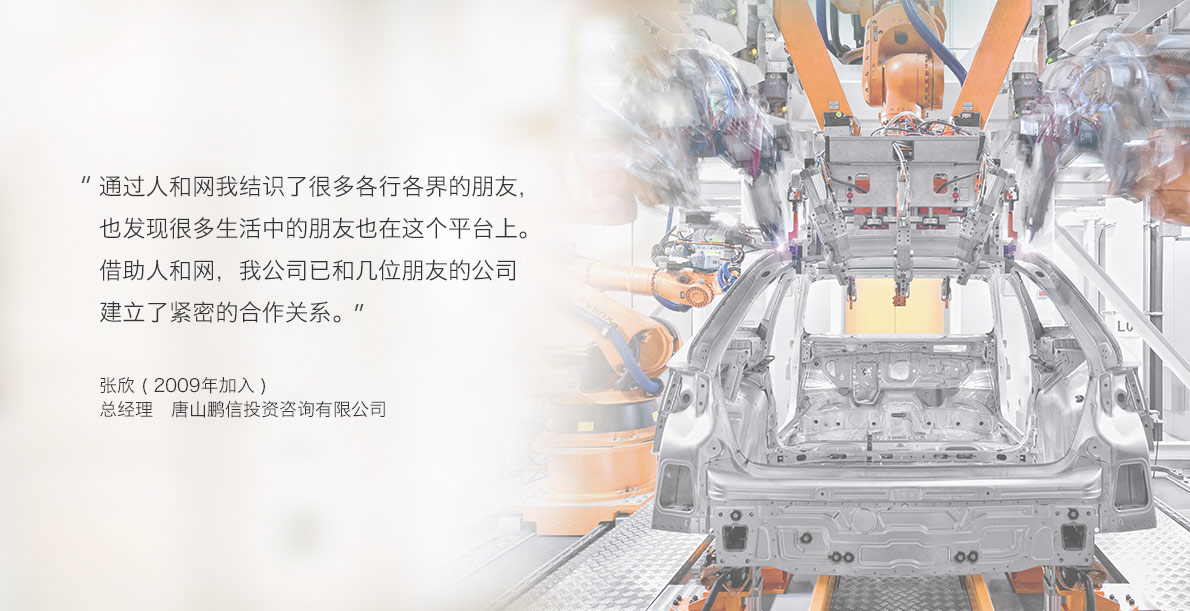 “ 通过人和网我结识了很多各行各界的朋友，
也发现很多生活中的朋友也在这个平台上。
借助人和网，我公司已和几位朋友的公司
建立了紧密的合作关系。”
张欣（2009年加入）
总经理　唐山鹏信投资咨询有限公司